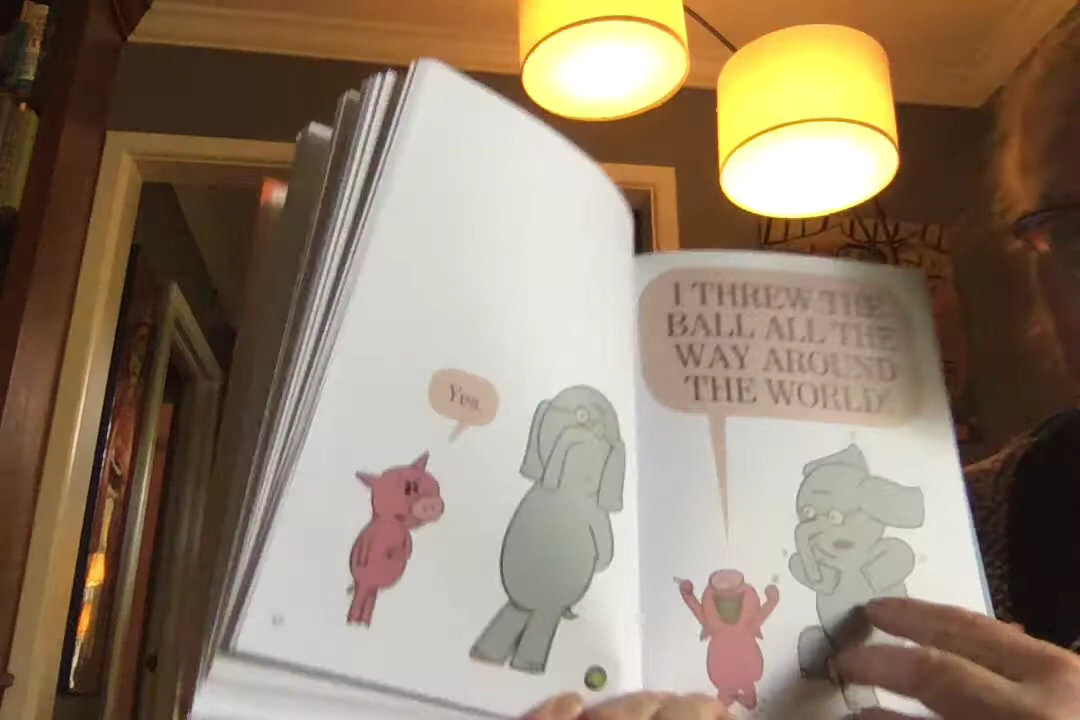 Yes.
I THREW THE
BALL ALL THE
WAY AROUND
THE WORLD!